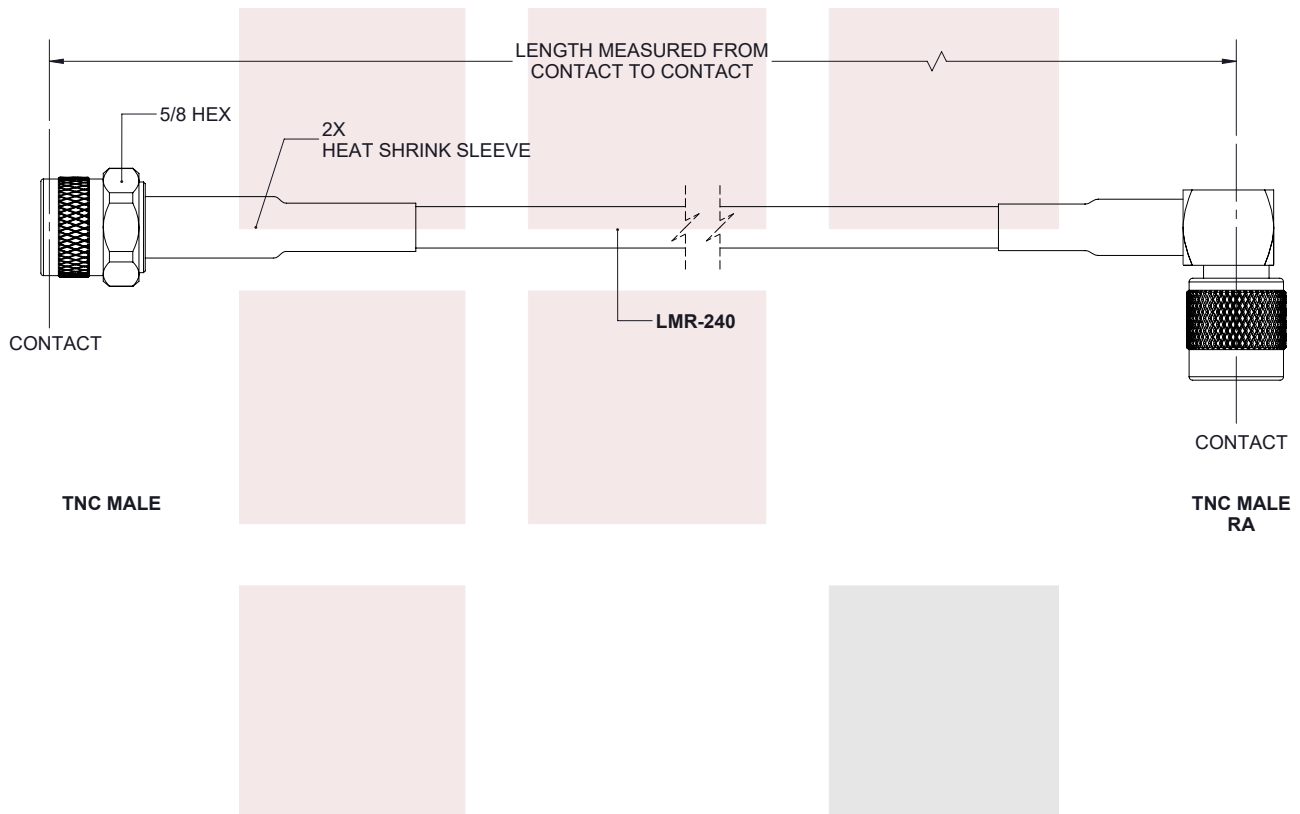 LENGTH MEASURED FROM
CONTACT TO CONTACT
5/8 HEX
2X
HEAT SHRINK SLEEVE
LMR-240
CONTACT
CONTACT
TNC MALE
TNC MALE
RA